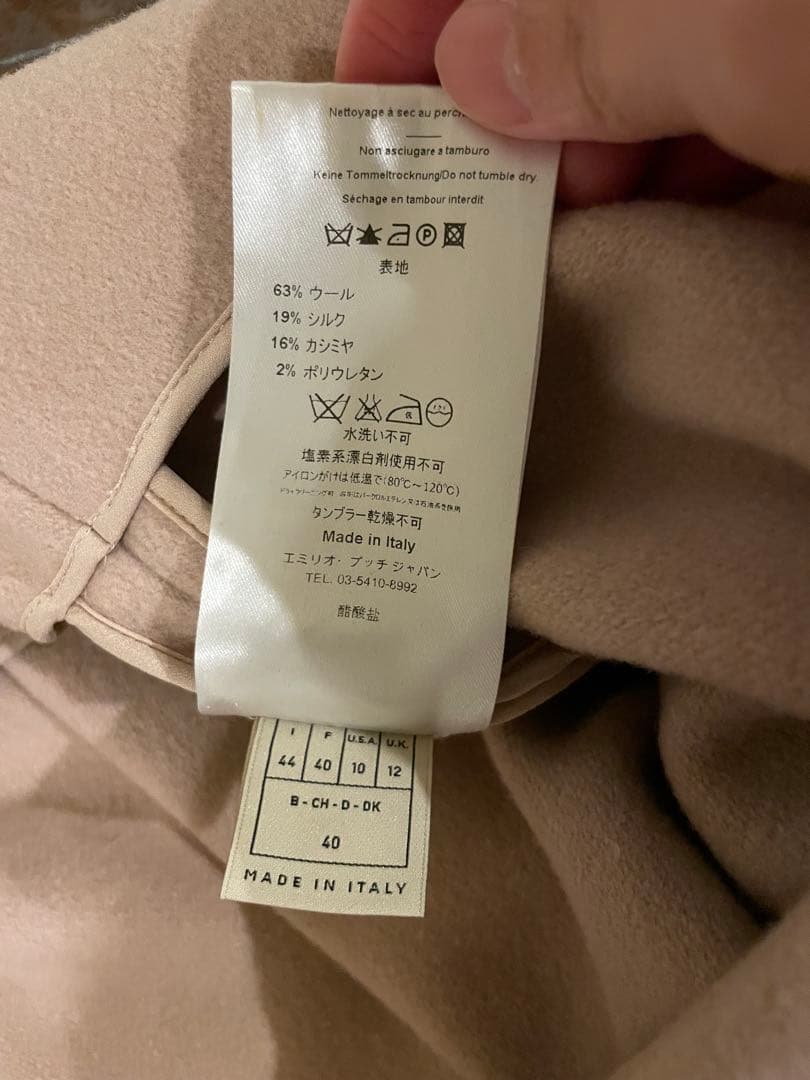 Nettoyage à sec au
Non asciugare a tamburo
Keine Tommeltrocknung/Do not tumble dry.
Séchage en tambour interdit
P
表地
63% ウール
19% シルク
16% カシミヤ
2% ポリウレタン
水洗い不可
塩素系漂白剤使用不可
アイロンがけは低温で(80℃～120℃)
タンブラー乾燥不可
Made in Italy
エミリオ・プッチ ジャパン
TEL. 03-5410-8992
醋酸盐
I F U.S.A. U.K.
44 40 10 12
B - CH - D - DK
40
MADE IN ITALY